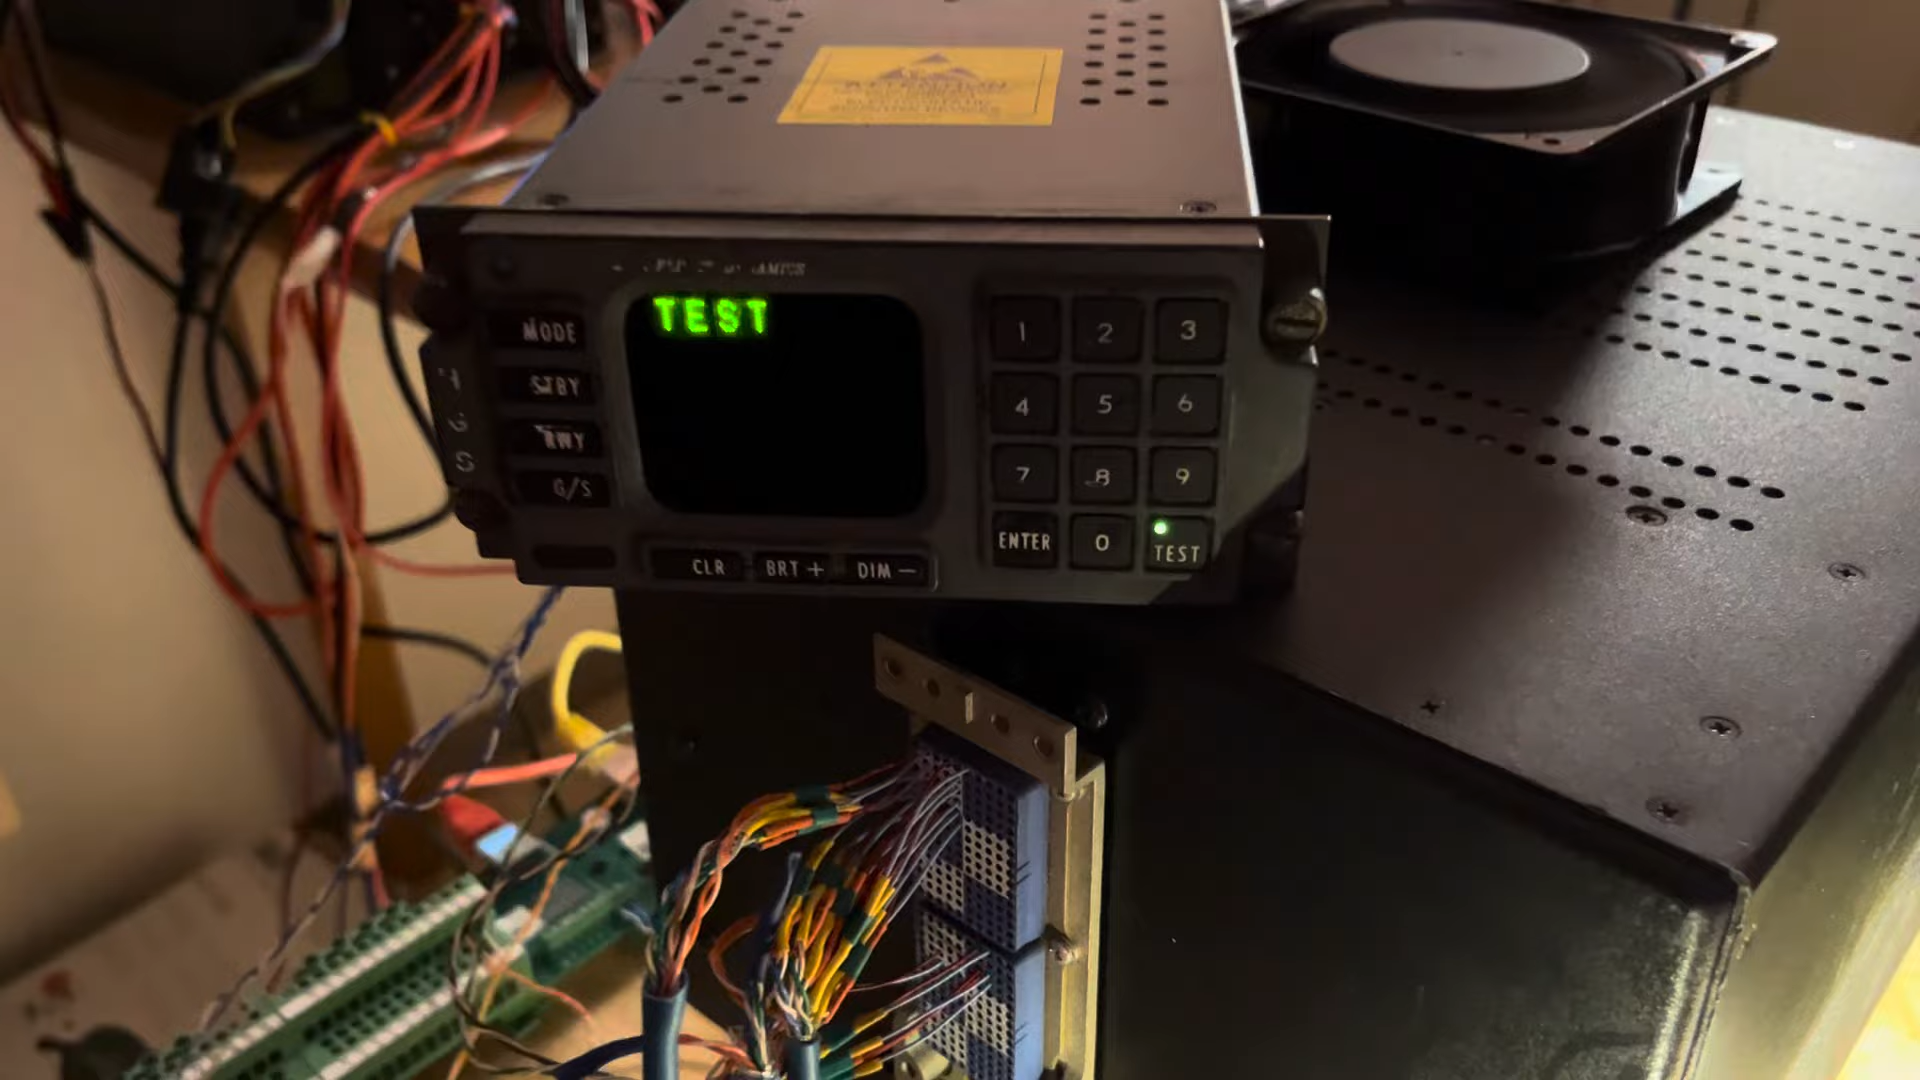 TEST
MODE
STBY
RWY
G/S
1 2 3
4 5 6
7 8 9
ENTER 0 TEST
CLR BRT + DIM −